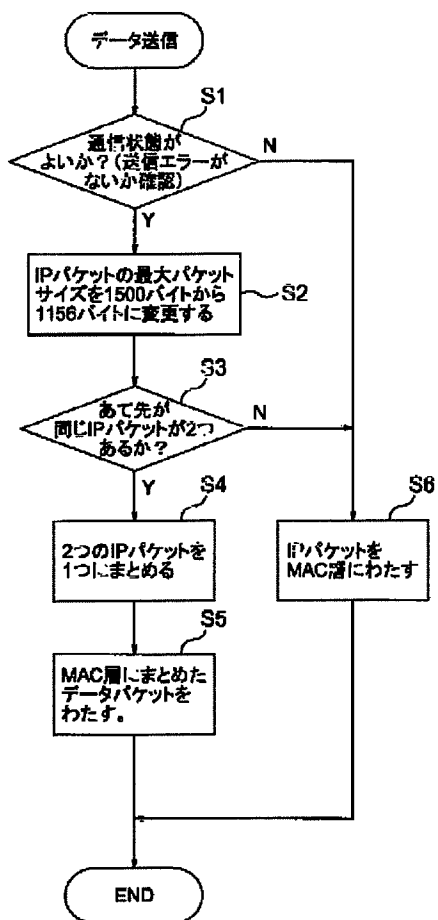 データ送信
S1
通信状態が
よいか？(送信エラーが
ないか確認)
N
Y
IPパケットの最大パケット
サイズを1500バイトから
1156バイトに変更する
S2
S3
あて先が
同じIPパケットが2つ
あるか？
N
Y
S4
2つのIPパケットを
1つにまとめる
S6
IPパケットを
MAC層にわたす
S5
MAC層にまとめた
データパケットを
わたす。
END